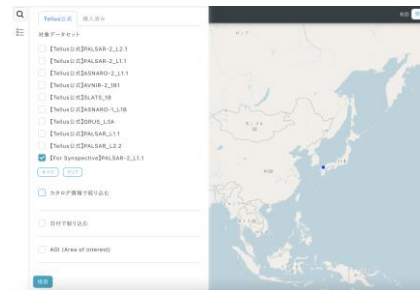 Tellus公式 購入済み
対象データセット
【Tellus公式】PALSAR-2_L2.1
【Tellus公式】PALSAR-2_L1.1
【Tellus公式】ASNARO-2_L1.1
【Tellus公式】AVNIR-2_1B1
【Tellus公式】SLATS_1B
【Tellus公式】ASNARO-1_L1B
【Tellus公式】GRUS_L3A
【Tellus公式】PALSAR_L1.1
【Tellus公式】PALSAR_L2.2
【For Synspective】PALSAR-2_L1.1
すべて クリア
カタログ情報で絞り込む
日付で絞り込む
AOI (Area of Interest)
検索